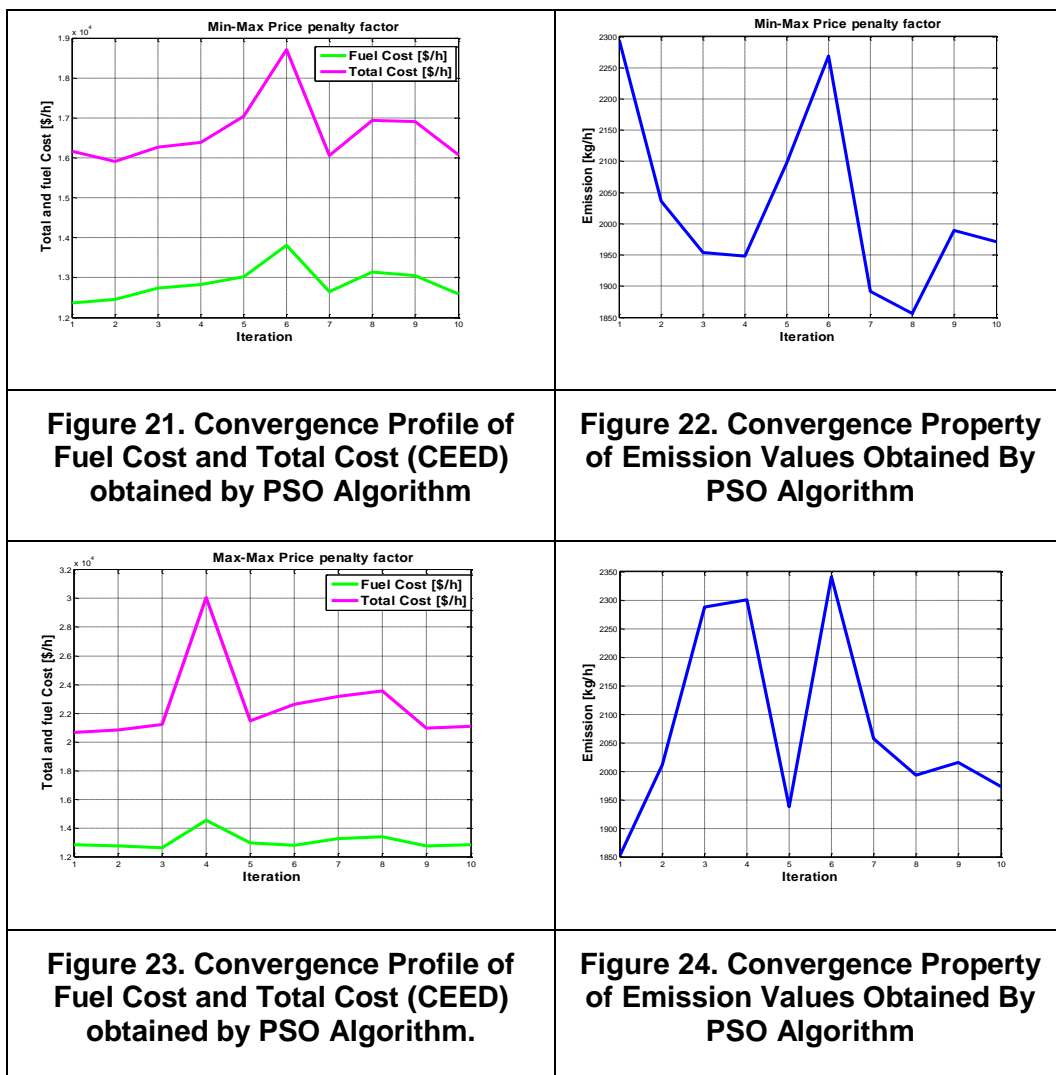 Min-Max Price penalty factor
x 10^4
Fuel Cost [$/h]
Total Cost [$/h]
Total and fuel Cost [$/h]
1.9
1.8
1.7
1.6
1.5
1.4
1.3
1.2
1 2 3 4 5 6 7 8 9 10
Iteration
Min-Max Price penalty factor
Emission [kg/h]
2300
2250
2200
2150
2100
2050
2000
1950
1900
1850
1 2 3 4 5 6 7 8 9 10
Iteration
Figure 21. Convergence Profile of
Fuel Cost and Total Cost (CEED)
obtained by PSO Algorithm
Figure 22. Convergence Property
of Emission Values Obtained By
PSO Algorithm
Max-Max Price penalty factor
x 10^4
Fuel Cost [$/h]
Total Cost [$/h]
Total and fuel Cost [$/h]
3.2
3
2.8
2.6
2.4
2.2
2
1.8
1.6
1.4
1.2
1 2 3 4 5 6 7 8 9 10
Iteration
Emission [kg/h]
2350
2300
2250
2200
2150
2100
2050
2000
1950
1900
1850
1 2 3 4 5 6 7 8 9 10
Iteration
Figure 23. Convergence Profile of
Fuel Cost and Total Cost (CEED)
obtained by PSO Algorithm.
Figure 24. Convergence Property
of Emission Values Obtained By
PSO Algorithm